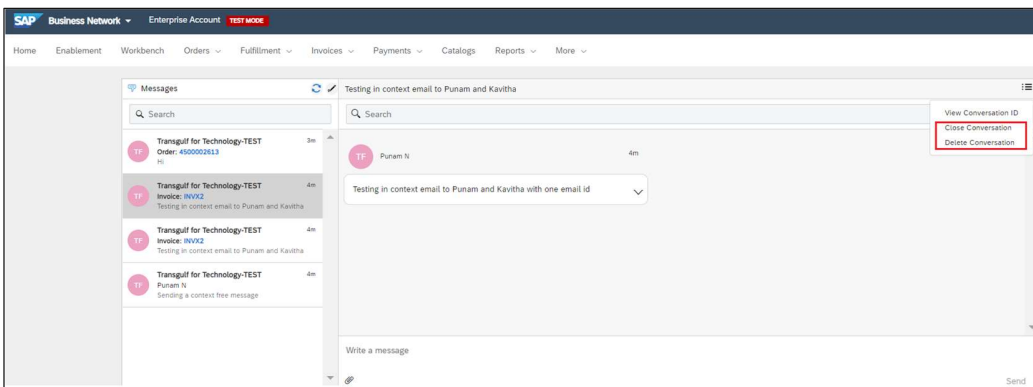 SAP Business Network Enterprise Account TEST MODE
Home Enablement Workbench Orders Fulfillment Invoices Payments Catalogs Reports More
Messages
Search
Transgulf for Technology-TEST 3m
TF
Order: 4500002613
Hi
Transgulf for Technology-TEST 4m
TF
Invoice: INVX2
Testing in context email to Punam and Kavitha
Transgulf for Technology-TEST 4m
TF
Invoice: INVX2
Testing in context email to Punam and Kavitha
Transgulf for Technology-TEST 4m
TF
Punam N
Sending a context free message
Testing in context email to Punam and Kavitha
Search
View Conversation ID
Close Conversation
Delete Conversation
TF Punam N 4m
Testing in context email to Punam and Kavitha with one email id
Write a message
Send